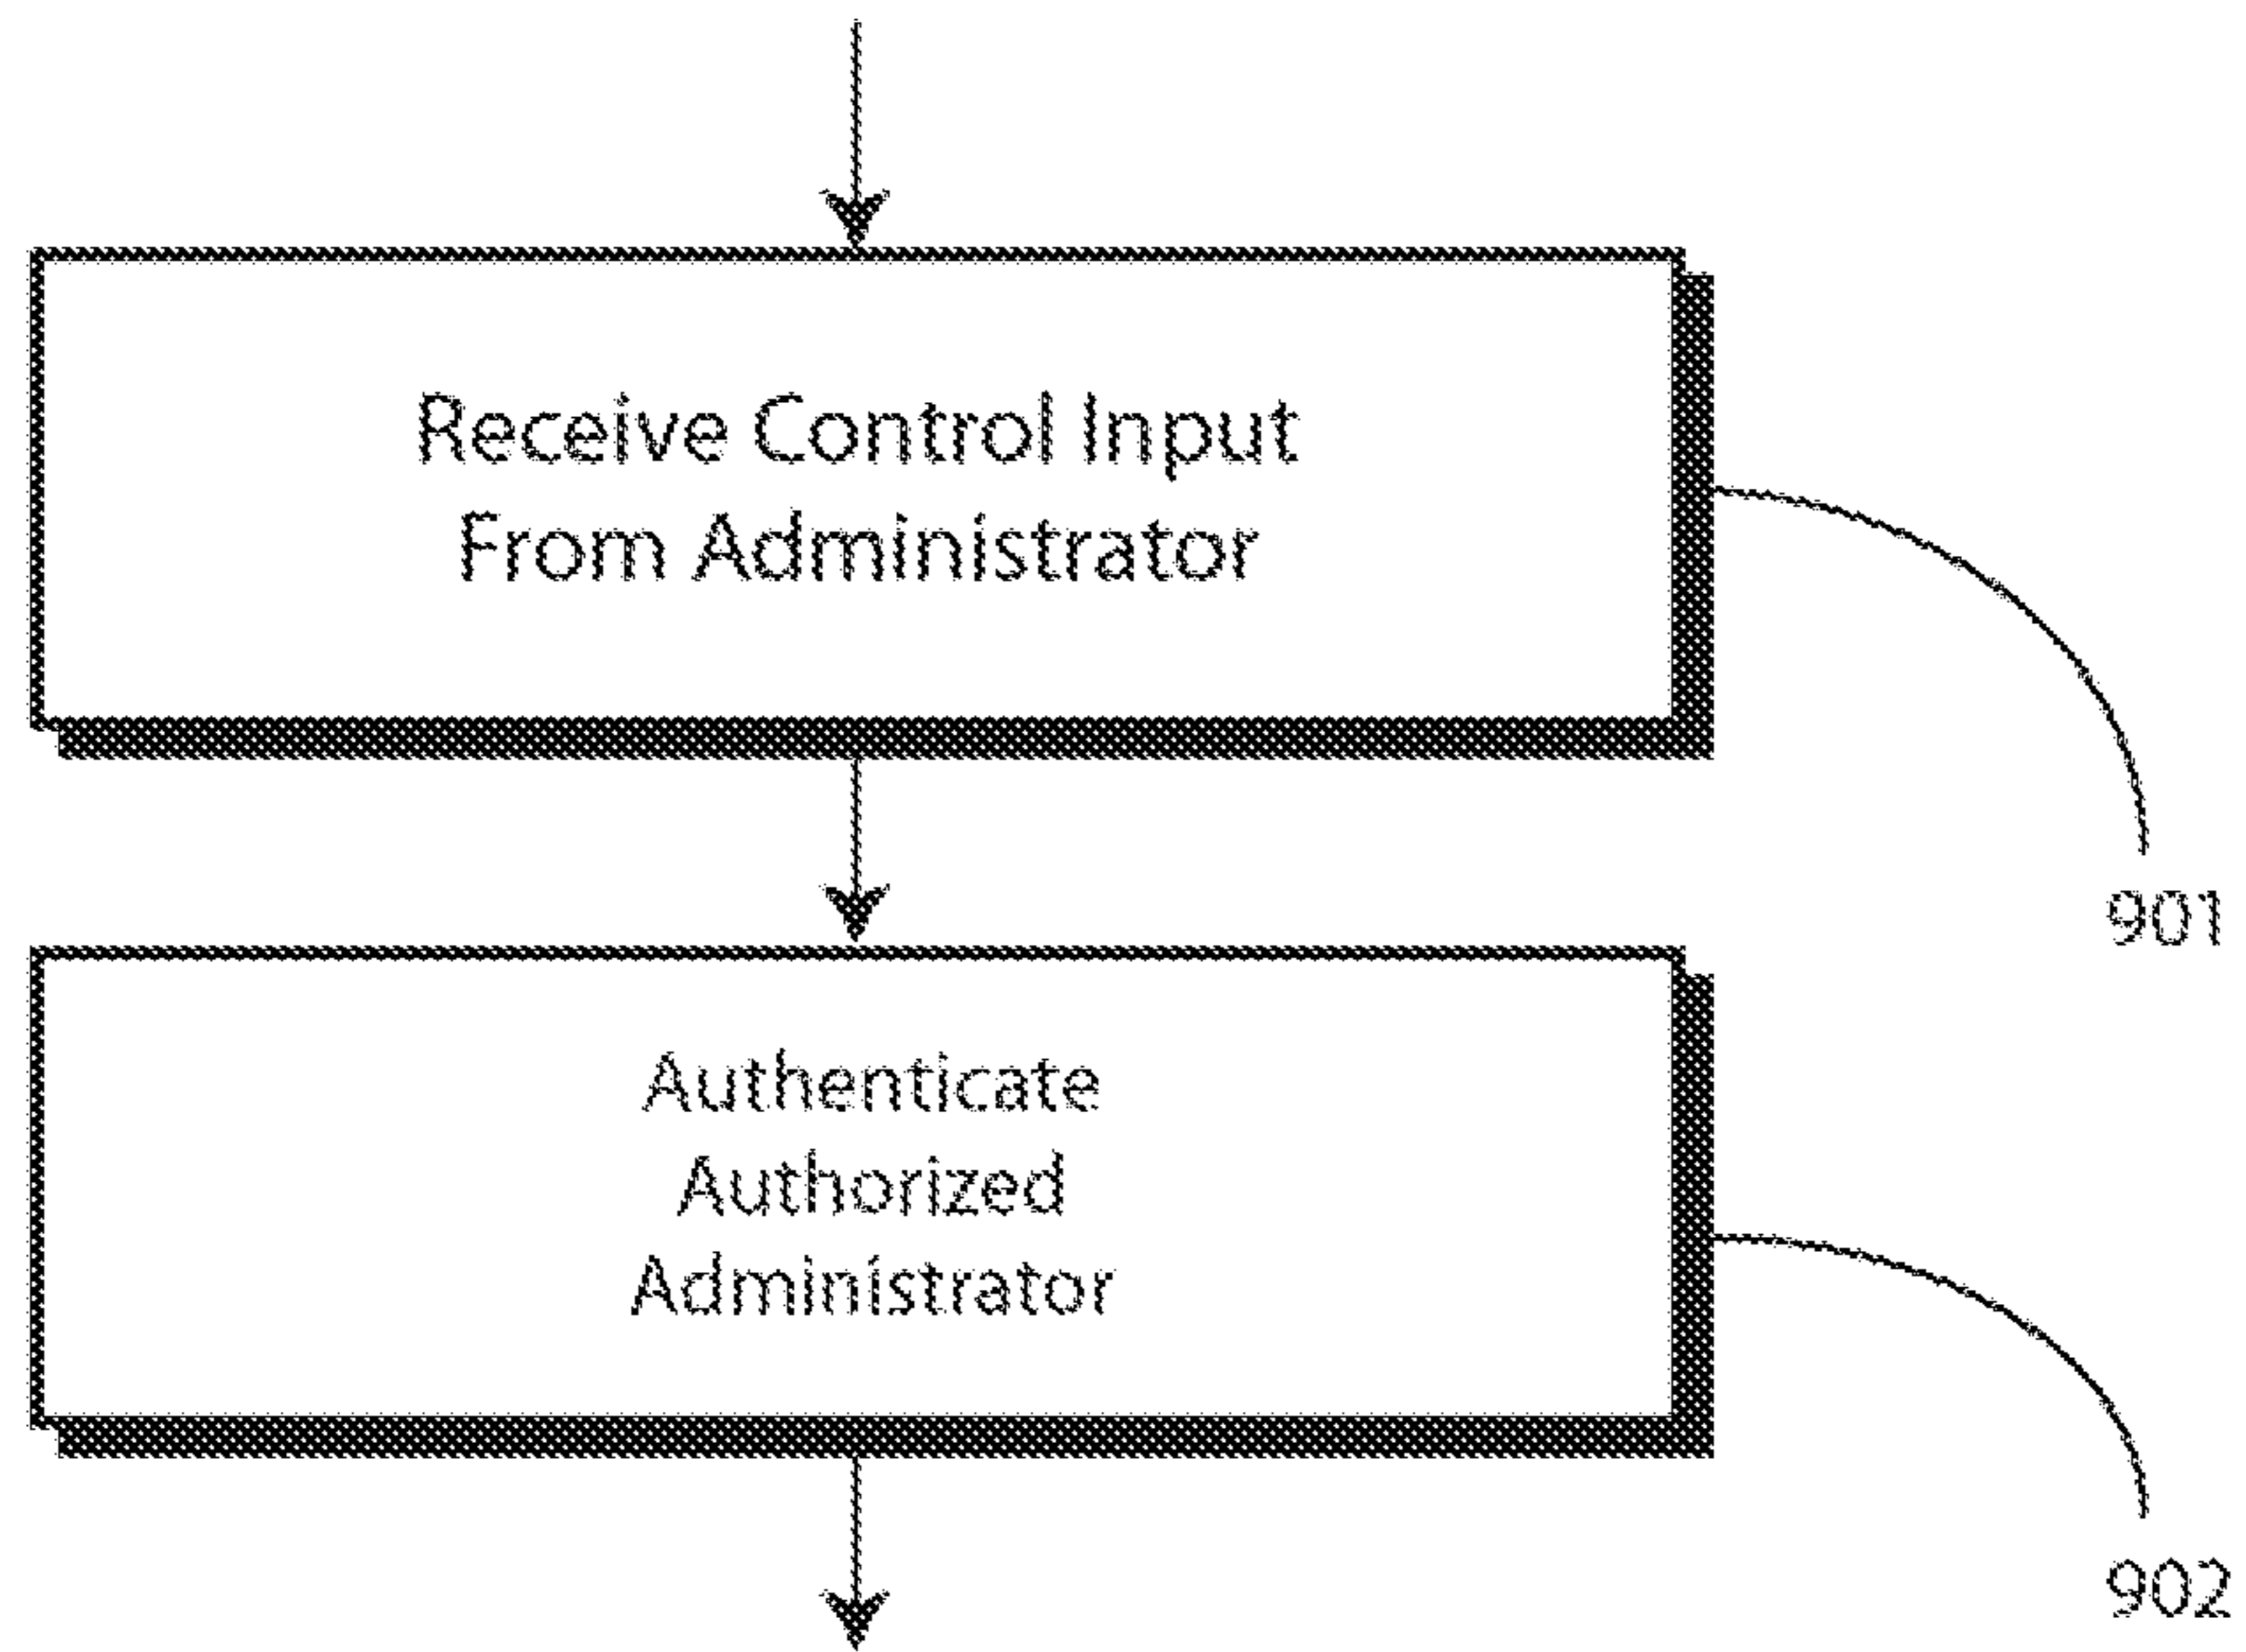 Receive Control Input
From Administrator
901
Authenticate
Authorized
Administrator
902